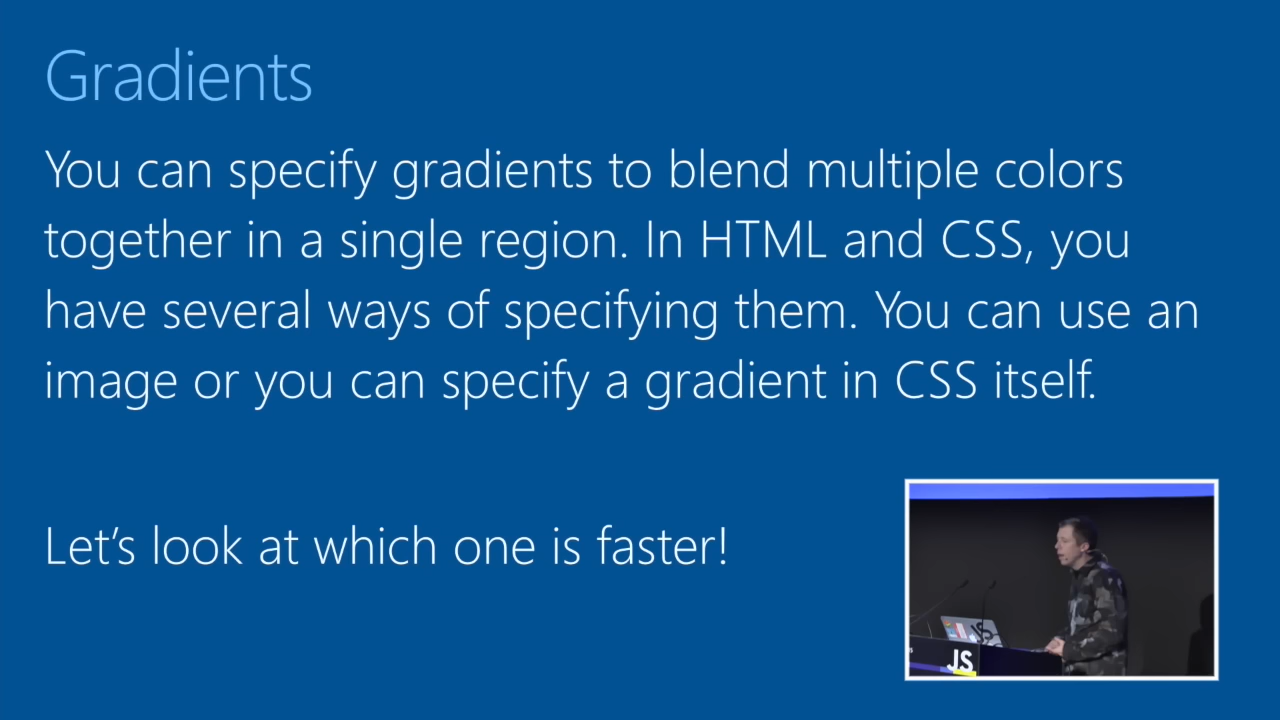 Gradients
You can specify gradients to blend multiple colors
together in a single region. In HTML and CSS, you
have several ways of specifying them. You can use an
image or you can specify a gradient in CSS itself.
Let's look at which one is faster!
JS
JS